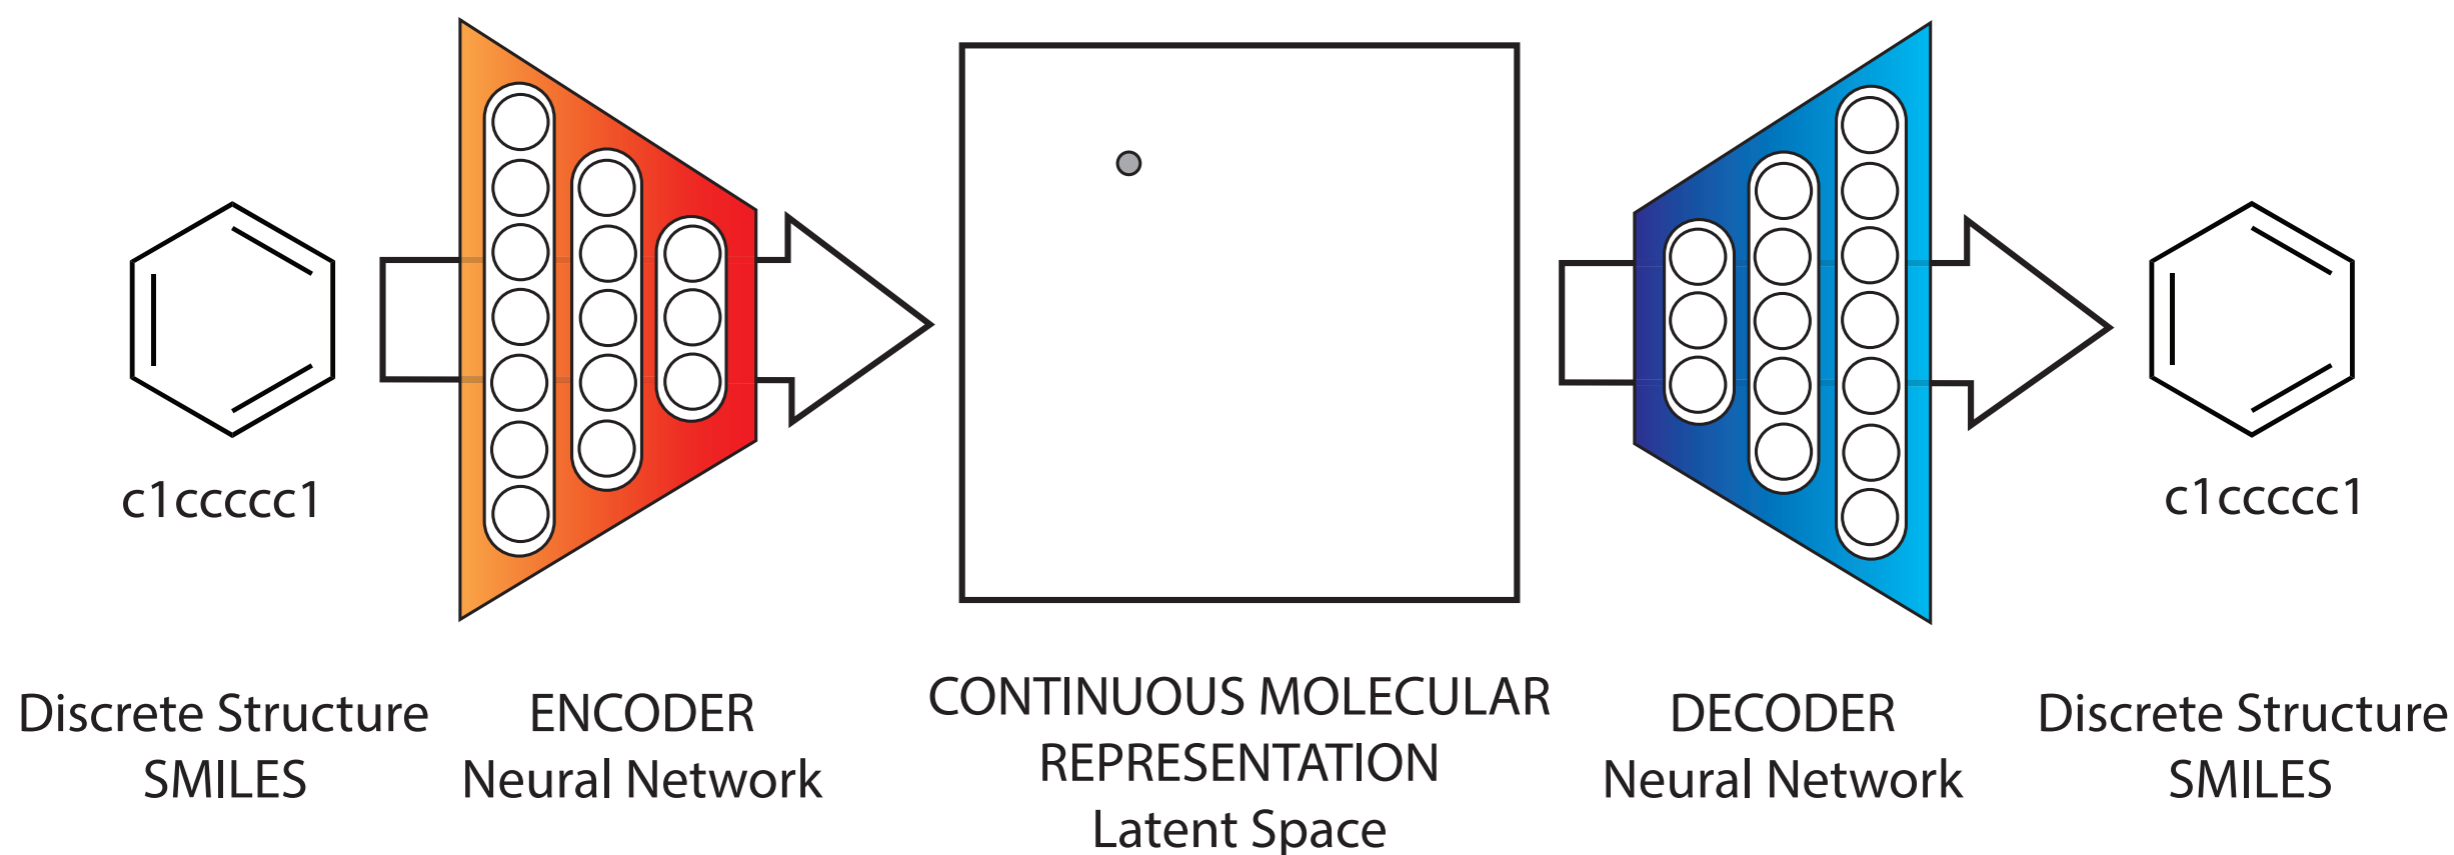 c1ccccc1
c1ccccc1
Discrete Structure
SMILES
ENCODER
Neural Network
CONTINUOUS MOLECULAR
REPRESENTATION
Latent Space
DECODER
Neural Network
Discrete Structure
SMILES